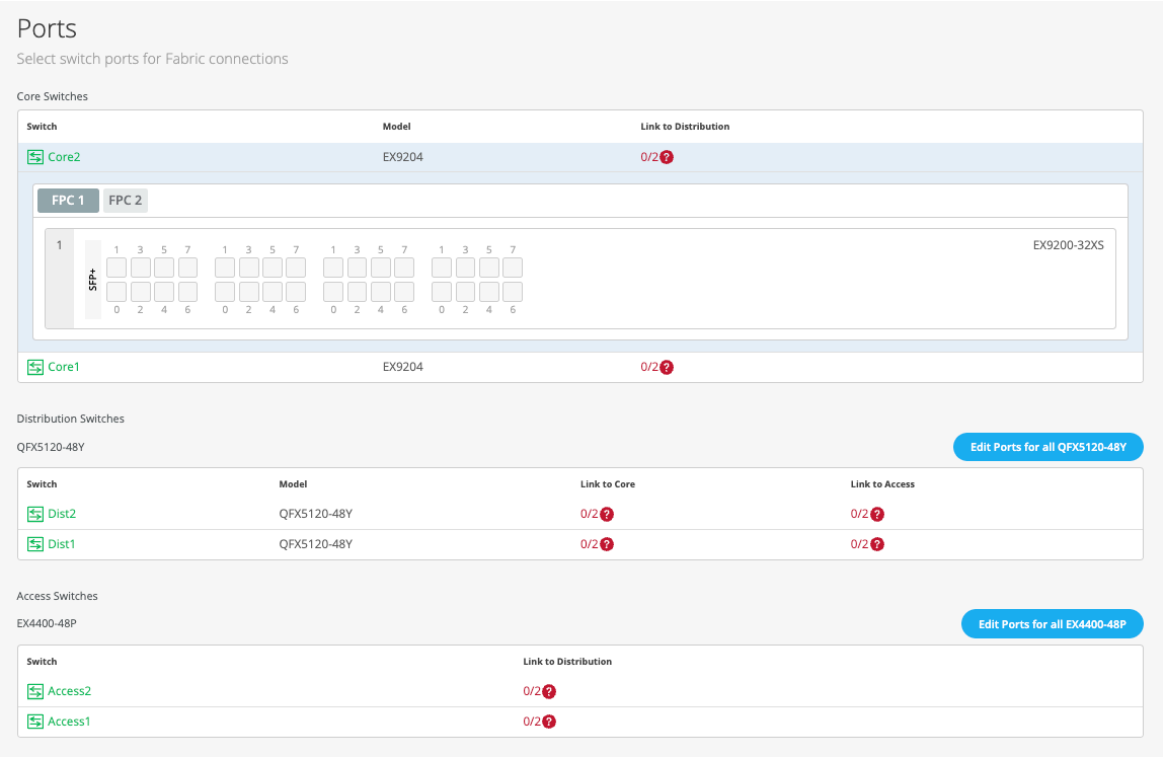 Ports
Select switch ports for Fabric connections
Core Switches
Switch Model Link to Distribution
Core2 EX9204 0/2 ?
FPC 1 FPC 2
1 EX9200-32XS
SFP+
1 3 5 7 1 3 5 7 1 3 5 7 1 3 5 7
0 2 4 6 0 2 4 6 0 2 4 6 0 2 4 6
Core1 EX9204 0/2 ?
Distribution Switches
QFX5120-48Y Edit Ports for all QFX5120-48Y
Switch Model Link to Core Link to Access
Dist2 QFX5120-48Y 0/2 ? 0/2 ?
Dist1 QFX5120-48Y 0/2 ? 0/2 ?
Access Switches
EX4400-48P Edit Ports for all EX4400-48P
Switch Link to Distribution
Access2 0/2 ?
Access1 0/2 ?